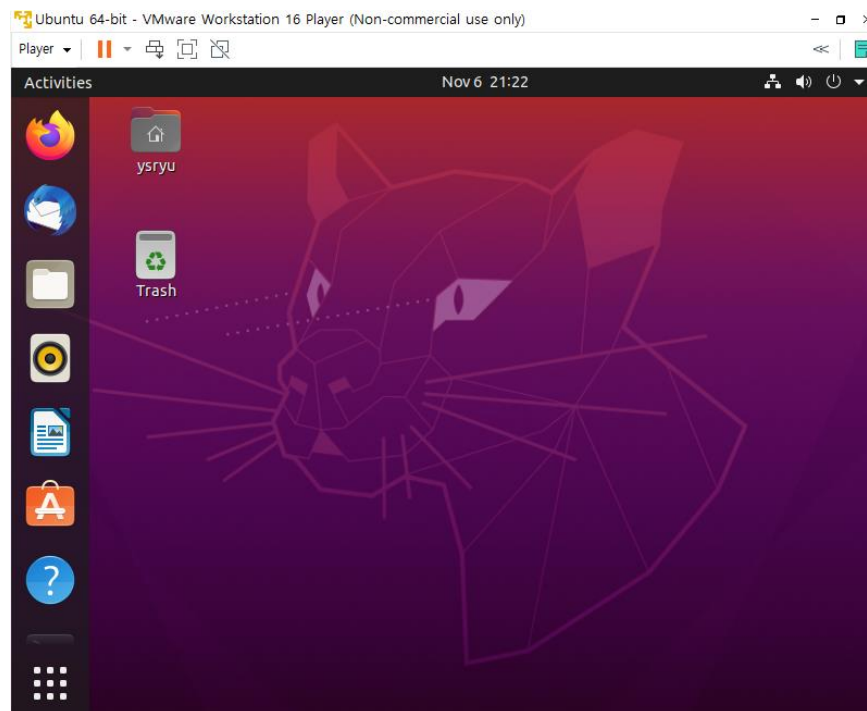 Ubuntu 64-bit - VMware Workstation 16 Player (Non-commercial use only)
Player
Activities
Nov 6 21:22
ysryu
Trash